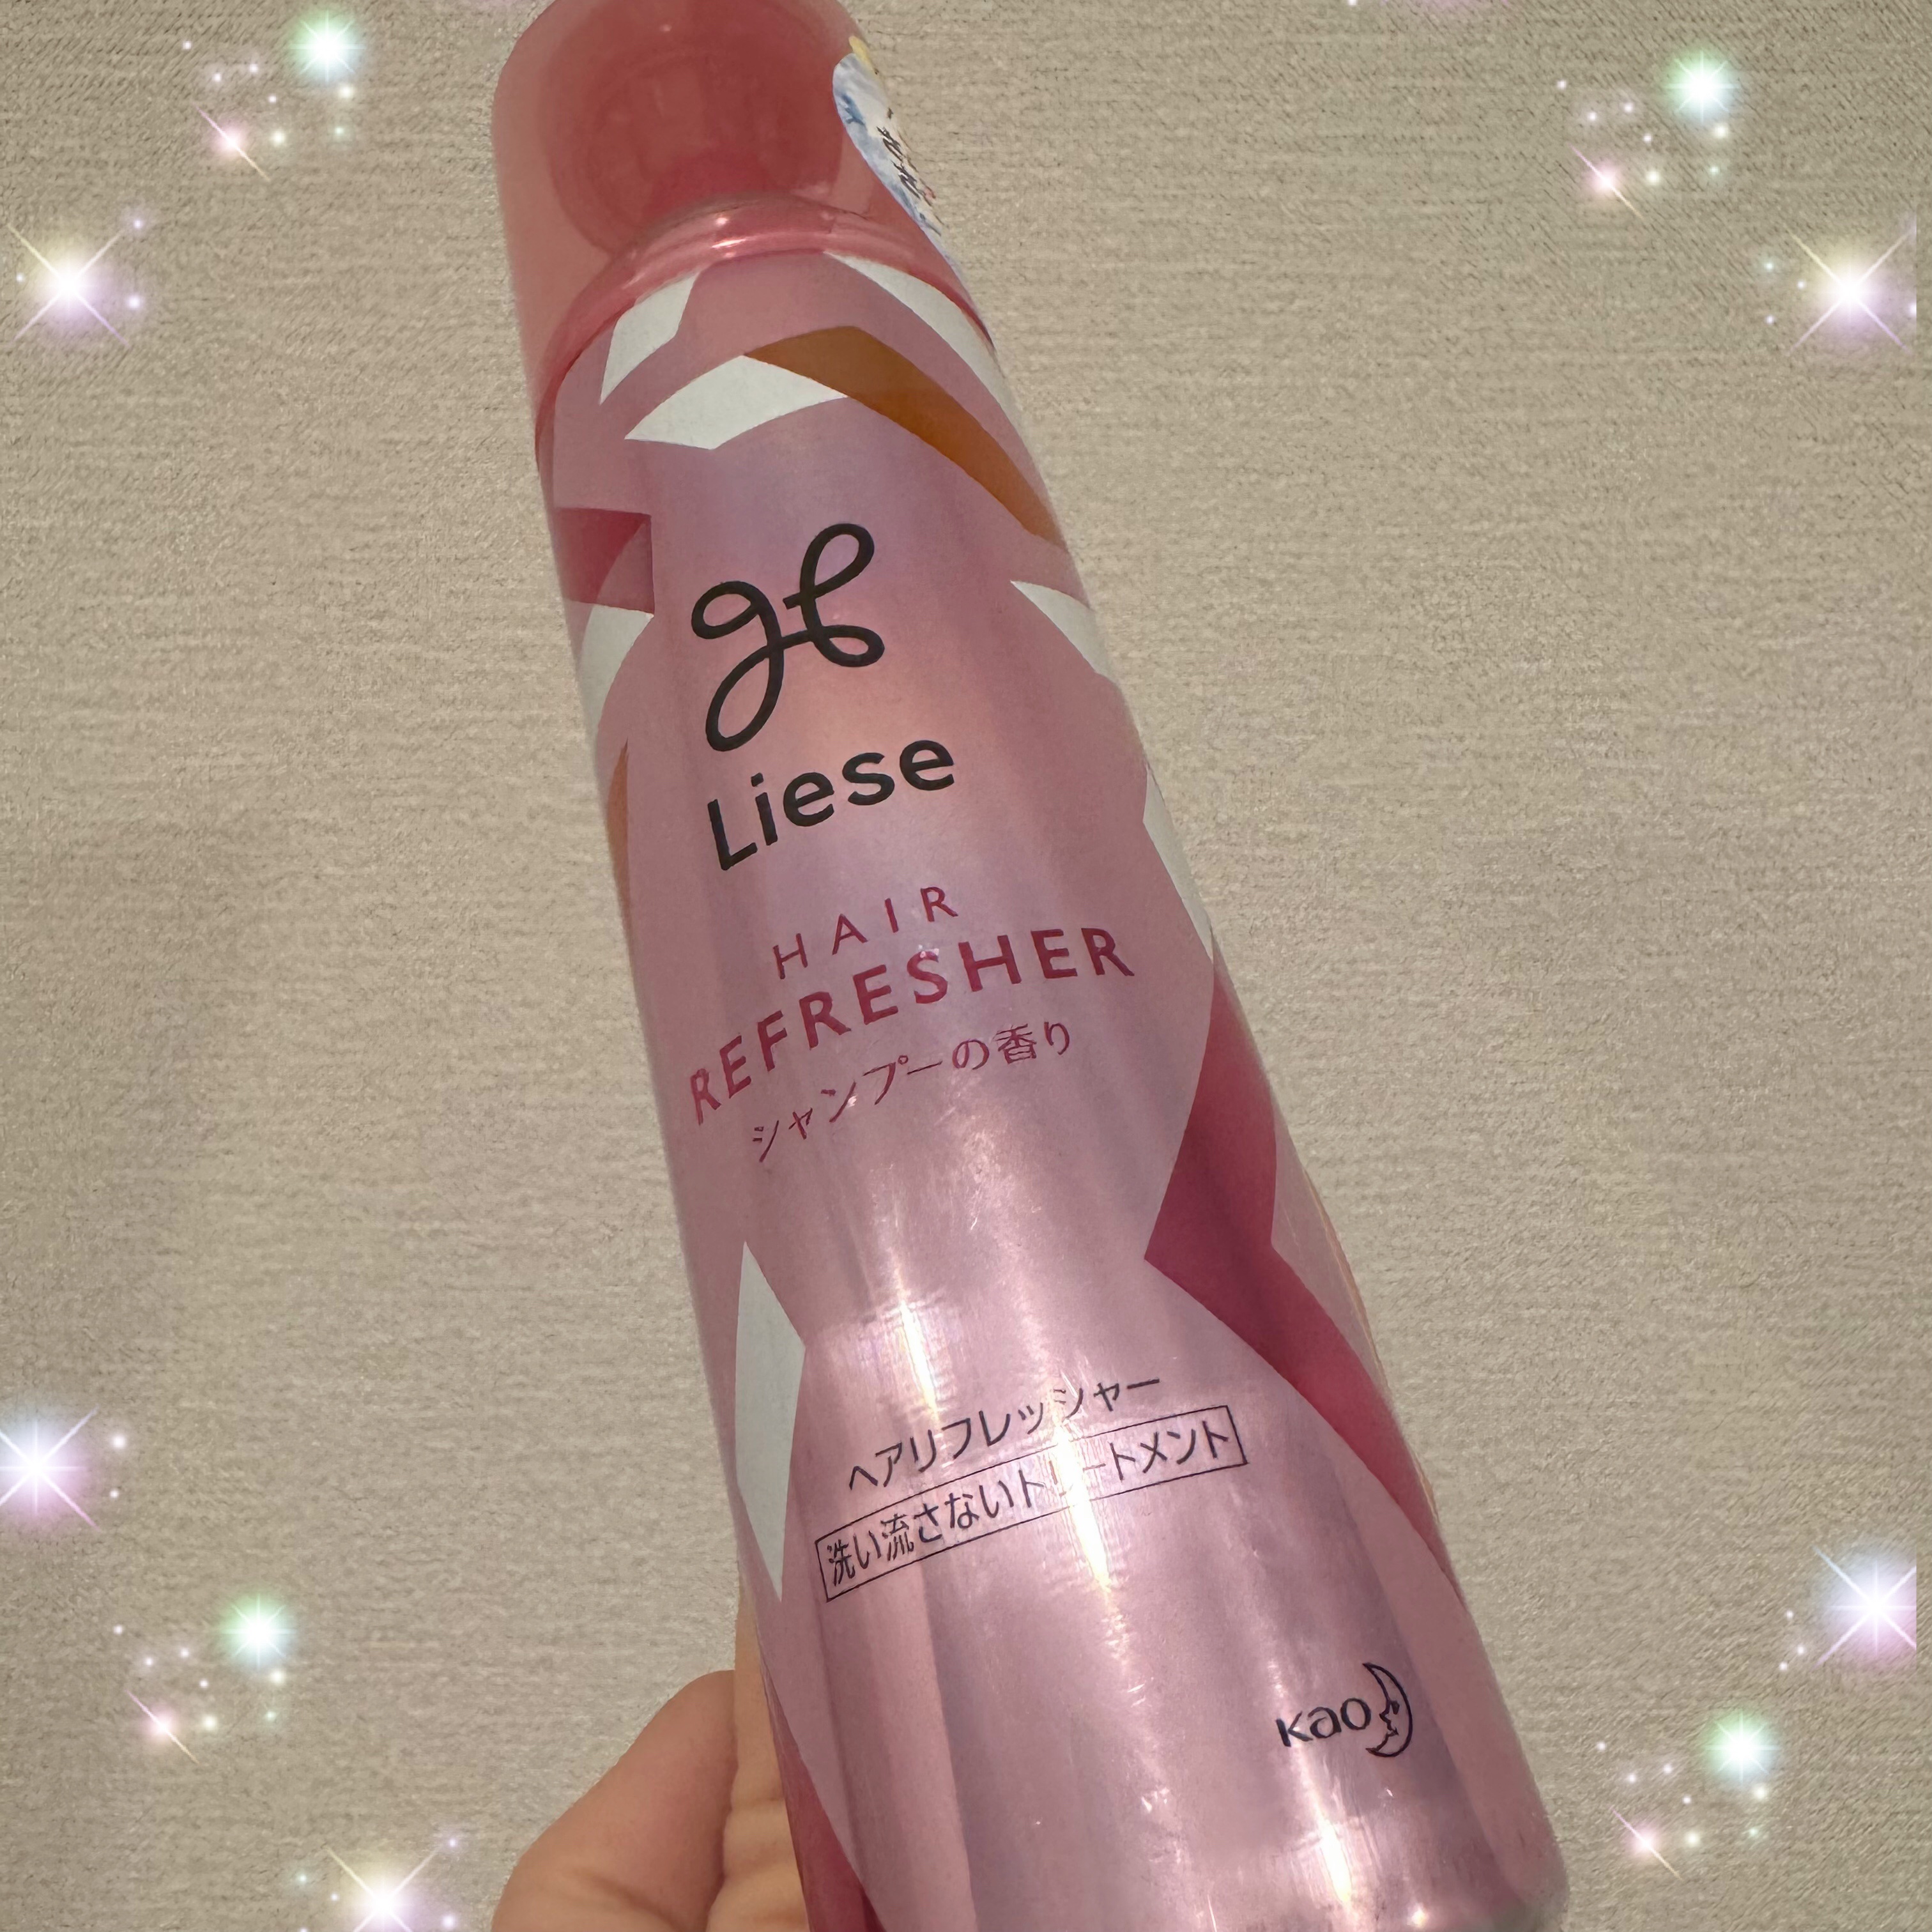 Liese
HAIR
REFRESHER
シャンプーの香り
ヘアリフレッシャー
洗い流さないトリートメント
kao